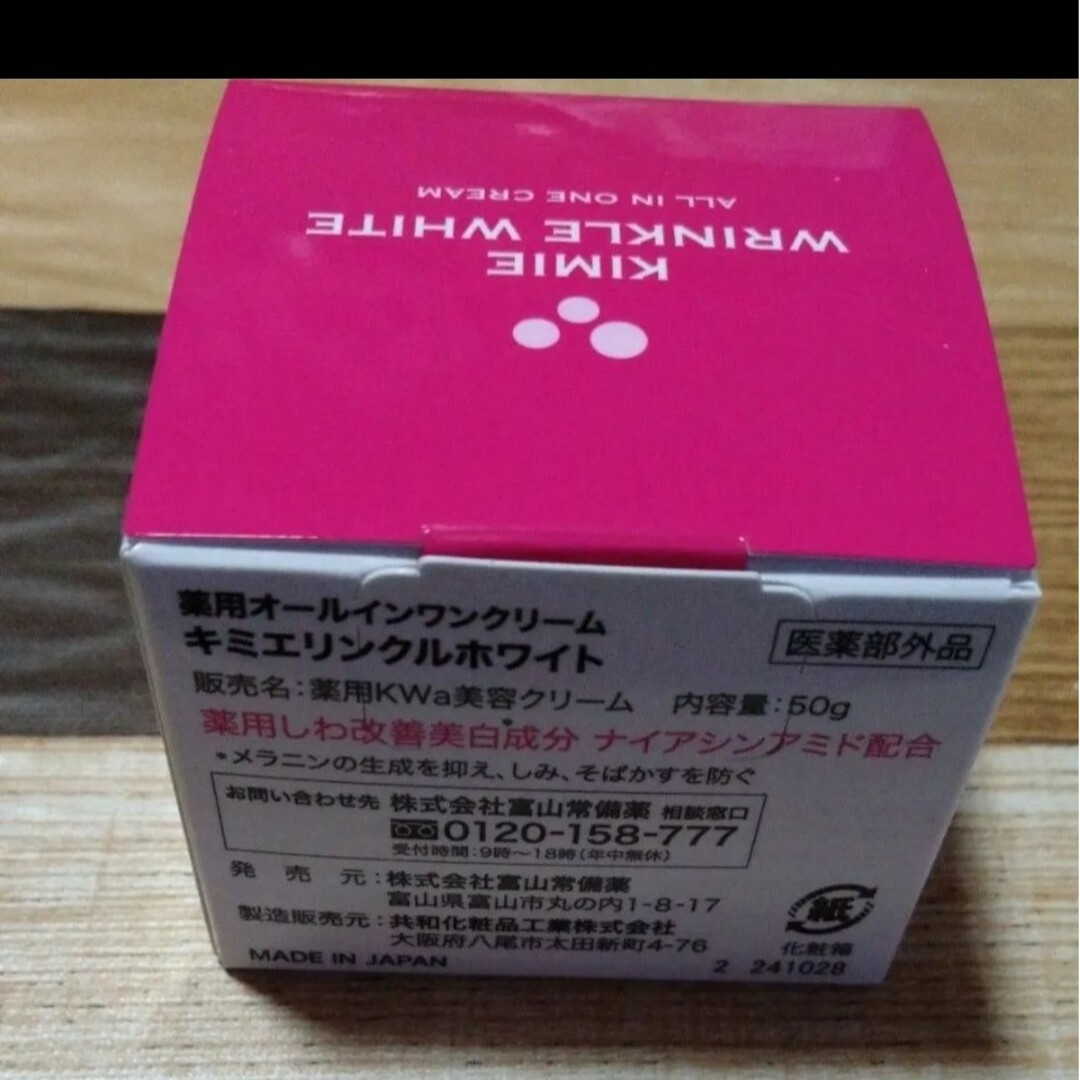 KIMIE
WRINKLE WHITE
ALL IN ONE CREAM
薬用オールインワンクリーム
キミエリンクルホワイト
医薬部外品
販売名：薬用KWa美容クリーム 内容量：50g
薬用しわ改善美白*成分 ナイアシンアミド配合
*メラニンの生成を抑え、しみ、そばかすを防ぐ
お問い合わせ先 株式会社富山常備薬 相談窓口
0120-158-777
受付時間：9時～18時（年中無休）
発売元：株式会社富山常備薬
富山県富山市丸の内1-8-17
製造販売元：共和化粧品工業株式会社
大阪府八尾市太田新町4-76
MADE IN JAPAN
紙
化粧箱
2 241028